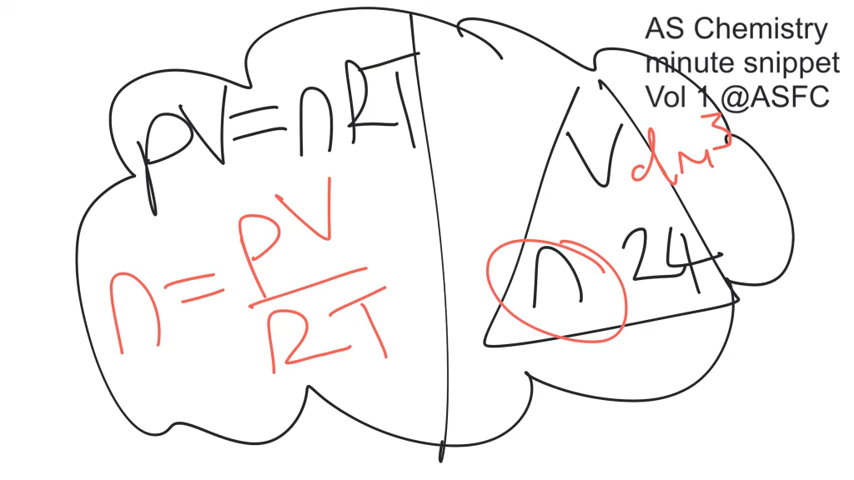 AS Chemistry
minute snippet
Vol 1 @ASFC
pV = nRT
n = pV
RT
V dm³
n 24